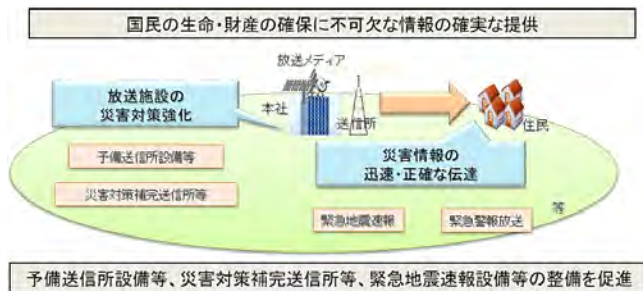 国民の生命・財産の確保に不可欠な情報の確実な提供
放送メディア
放送施設の
災害対策強化
本社
送信所
住民
予備送信所設備等
災害対策補完送信所等
災害情報の
迅速・正確な伝達
緊急地震速報
緊急警報放送
等
予備送信所設備等、災害対策補完送信所等、緊急地震速報設備等の整備を促進